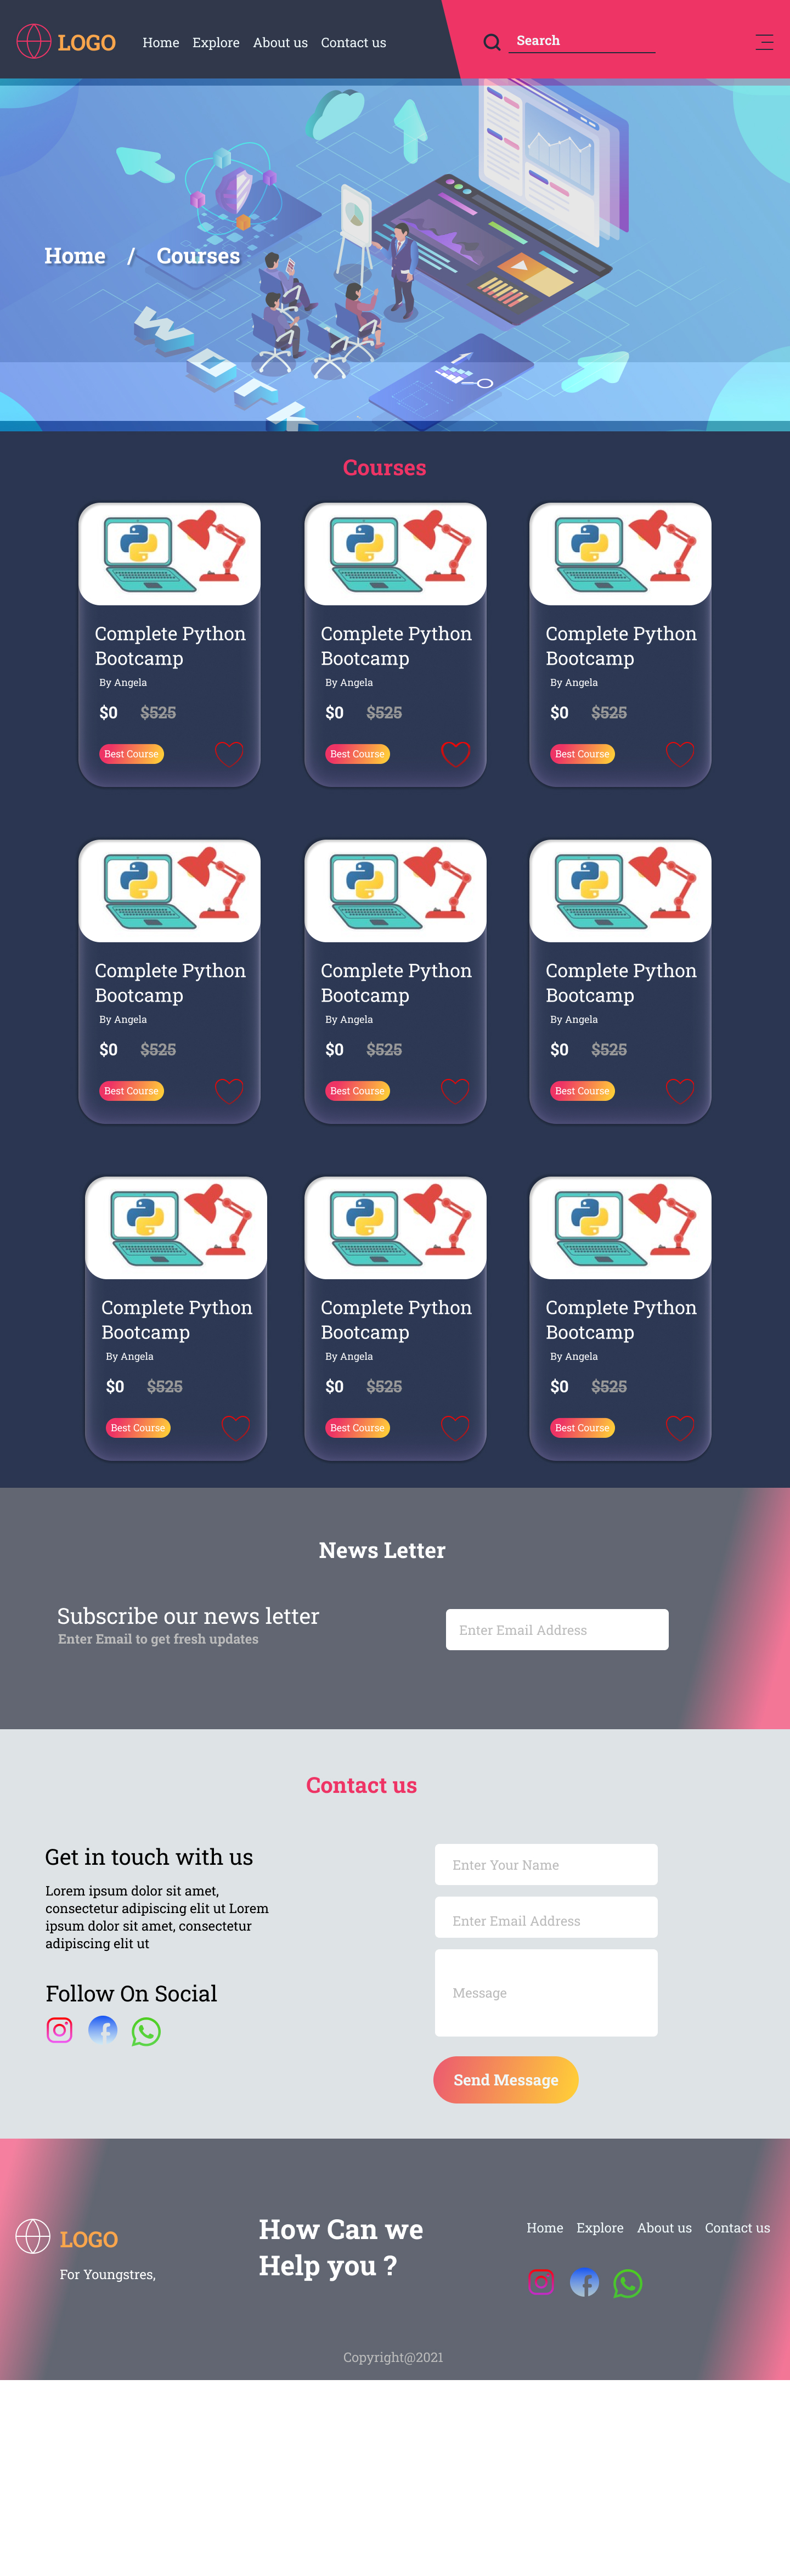 LOGO Home Explore About us Contact us Search
Home / Courses
Work
Courses
Complete Python Complete Python Complete Python
Bootcamp Bootcamp Bootcamp
By Angela By Angela By Angela
$0 $525 $0 $525 $0 $525
Best Course Best Course Best Course
Complete Python Complete Python Complete Python
Bootcamp Bootcamp Bootcamp
By Angela By Angela By Angela
$0 $525 $0 $525 $0 $525
Best Course Best Course Best Course
Complete Python Complete Python Complete Python
Bootcamp Bootcamp Bootcamp
By Angela By Angela By Angela
$0 $525 $0 $525 $0 $525
Best Course Best Course Best Course
News Letter
Subscribe our news letter
Enter Email to get fresh updates
Enter Email Address
Contact us
Get in touch with us
Lorem ipsum dolor sit amet,
consectetur adipiscing elit ut Lorem
ipsum dolor sit amet, consectetur
adipiscing elit ut
Follow On Social
Enter Your Name
Enter Email Address
Message
Send Message
LOGO
For Youngstres,
How Can we
Help you ?
Home Explore About us Contact us
Copyright@2021